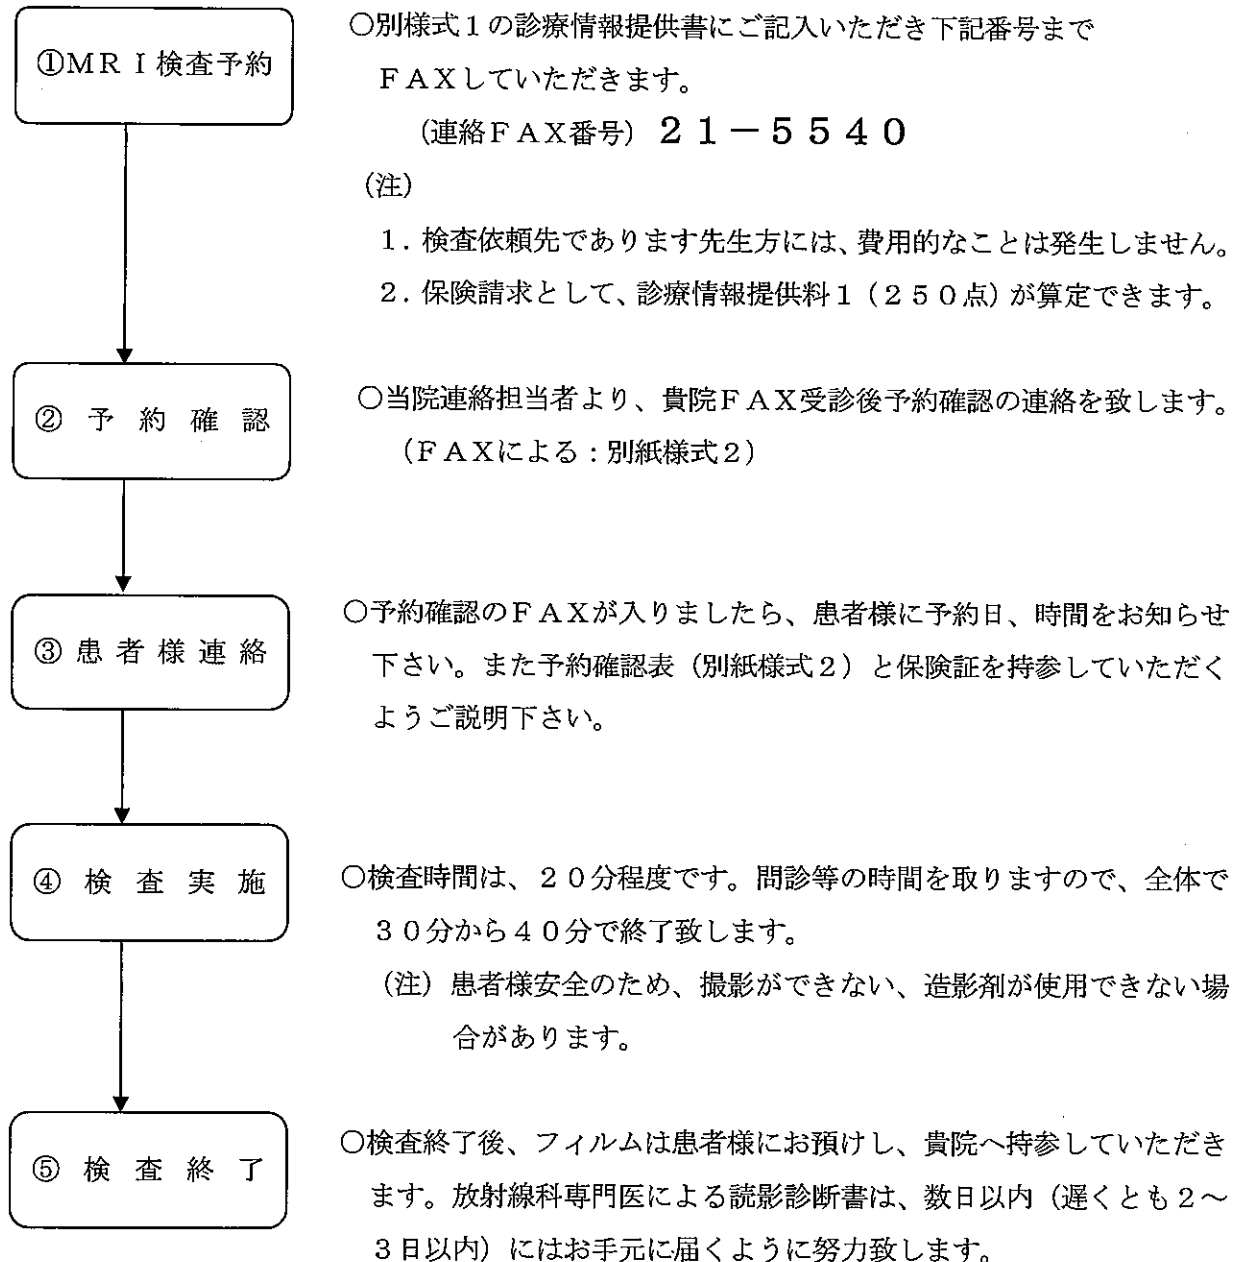 ①MRI検査予約
○別様式1の診療情報提供書にご記入いただき下記番号まで
FAXしていただきます。
(連絡FAX番号) 21-5540
(注)
1. 検査依頼先であります先生方には、費用的なことは発生しません。
2. 保険請求として、診療情報提供料1(250点)が算定できます。
②予約確認
○当院連絡担当者より、貴院FAX受診後予約確認の連絡を致します。
(FAXによる:別紙様式2)
③患者様連絡
○予約確認のFAXが入りましたら、患者様に予約日、時間をお知らせ
下さい。また予約確認表(別紙様式2)と保険証を持参していただく
ようご説明下さい。
④検査実施
○検査時間は、20分程度です。問診等の時間を取りますので、全体で
30分から40分で終了致します。
(注)患者様安全のため、撮影ができない、造影剤が使用できない場
合があります。
⑤検査終了
○検査終了後、フィルムは患者様にお預けし、貴院へ持参していただき
ます。放射線科専門医による読影診断書は、数日以内(遅くとも2~
3日以内)にはお手元に届くように努力致します。